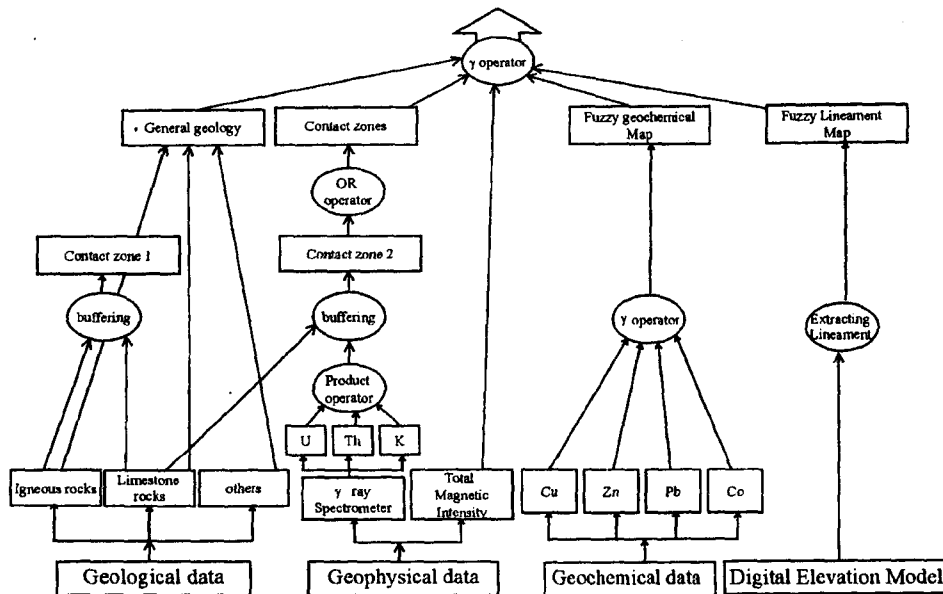 γ operator
General geology
Contact zones
Fuzzy geochemical
Map
Fuzzy Lineament
Map
OR
operator
Contact zone 1
Contact zone 2
buffering
buffering
γ operator
Extracting
Lineament
Product
operator
U
Th
K
Igneous rocks
Limestone
rocks
others
γ ray
Spectrometer
Total
Magnetic
Intensity
Cu
Zn
Pb
Co
Geological data
Geophysical data
Geochemical data
Digital Elevation Model